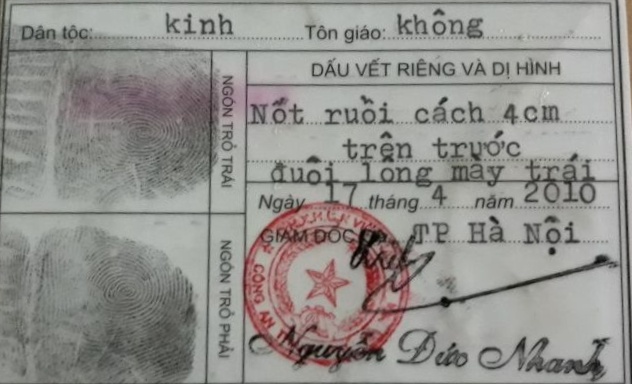 Dân tộc: kinh Tôn giáo: không
NGÓN TRỎ TRÁI
DẤU VẾT RIÊNG VÀ DỊ HÌNH
Nốt ruồi cách 4cm
trên trước
đuôi lông mày trái
Ngày 17 tháng 4 năm 2010
GIÁM ĐỐC CA TP Hà Nội
NGÓN TRỎ PHẢI
CÔNG AN
Nguyễn Đức Nhanh